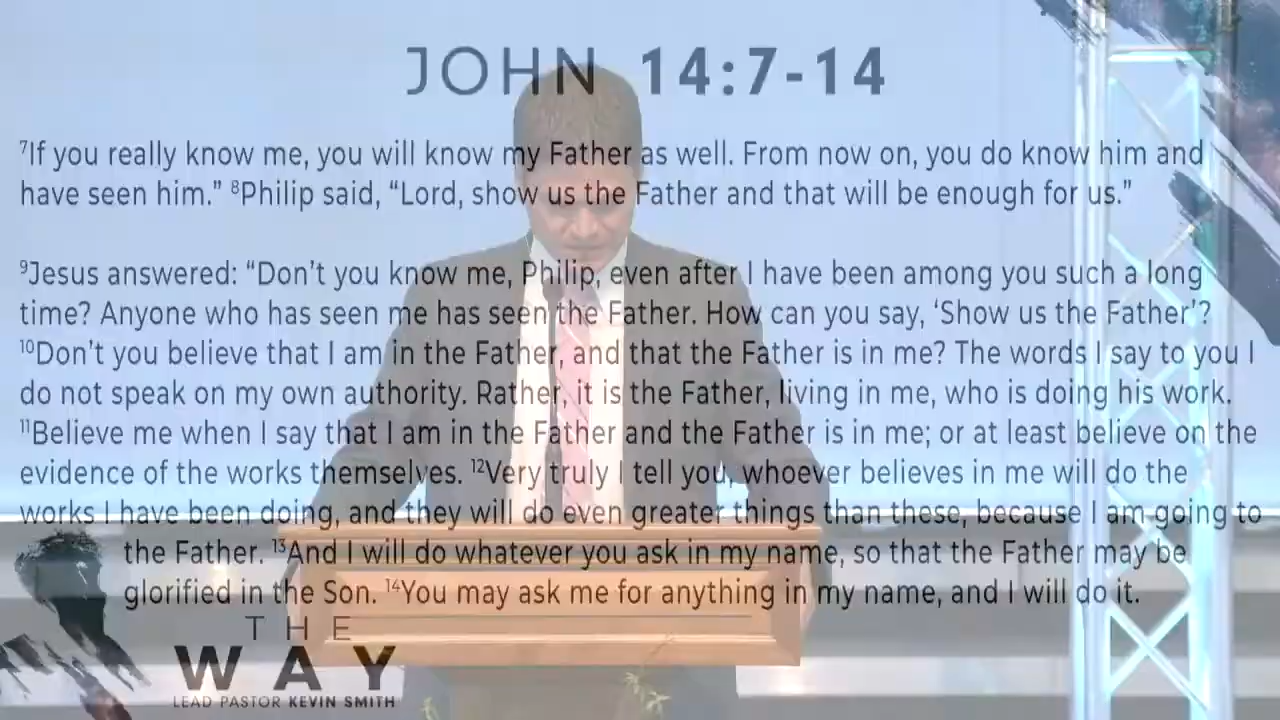 JOHN 14:7-14
⁷If you really know me, you will know my Father as well. From now on, you do know him and
have seen him.” ⁸Philip said, “Lord, show us the Father and that will be enough for us.”
⁹Jesus answered: “Don’t you know me, Philip, even after I have been among you such a long
time? Anyone who has seen me has seen the Father. How can you say, ‘Show us the Father’?
¹⁰Don’t you believe that I am in the Father, and that the Father is in me? The words I say to you I
do not speak on my own authority. Rather, it is the Father, living in me, who is doing his work.
¹¹Believe me when I say that I am in the Father and the Father is in me; or at least believe on the
evidence of the works themselves. ¹²Very truly I tell you, whoever believes in me will do the
works I have been doing, and they will do even greater things than these, because I am going to
the Father. ¹³And I will do whatever you ask in my name, so that the Father may be
glorified in the Son. ¹⁴You may ask me for anything in my name, and I will do it.
THE
WAY
LEAD PASTOR KEVIN SMITH